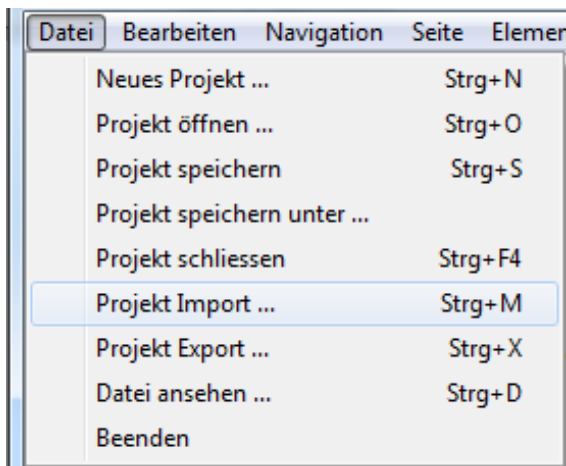 Datei Bearbeiten Navigation Seite Elemen
Neues Projekt ... Strg+N
Projekt öffnen ... Strg+O
Projekt speichern Strg+S
Projekt speichern unter ...
Projekt schliessen Strg+F4
Projekt Import ... Strg+M
Projekt Export ... Strg+X
Datei ansehen ... Strg+D
Beenden